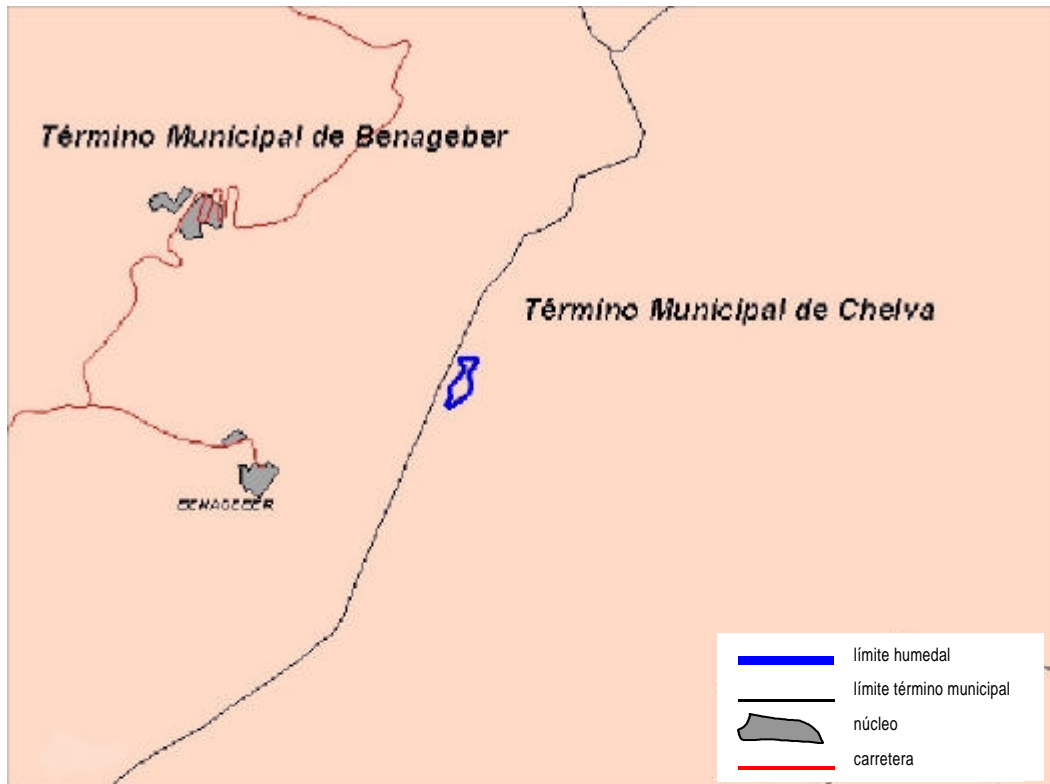 Término Municipal de Benageber
Término Municipal de Chelva
BENAGEBER
límite humedal
límite término municipal
núcleo
carretera